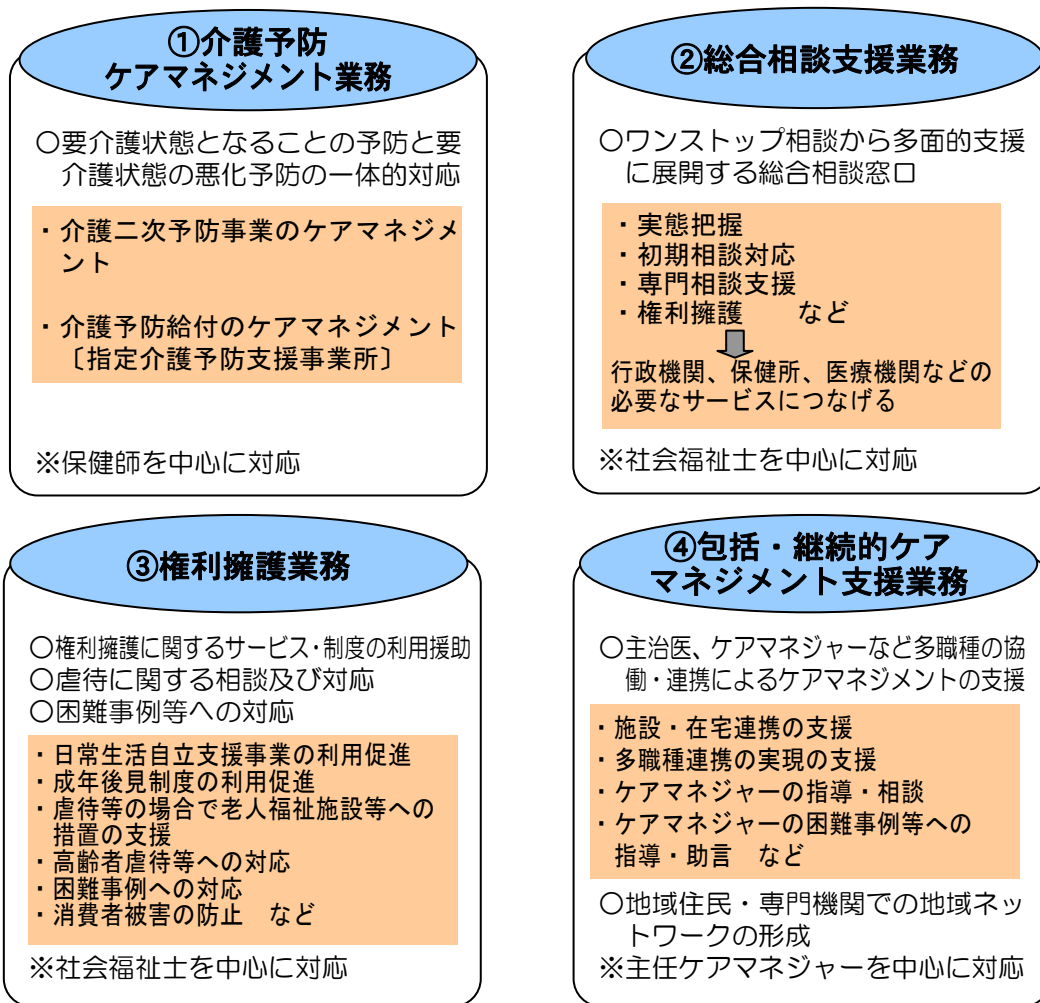 ①介護予防
ケアマネジメント業務
○要介護状態となることの予防と要
介護状態の悪化予防の一体的対応
・介護二次予防事業のケアマネジメ
ント
・介護予防給付のケアマネジメント
〔指定介護予防支援事業所〕
※保健師を中心に対応
②総合相談支援業務
○ワンストップ相談から多面的支援
に展開する総合相談窓口
・実態把握
・初期相談対応
・専門相談支援
・権利擁護　　など
行政機関、保健所、医療機関などの
必要なサービスにつなげる
※社会福祉士を中心に対応
③権利擁護業務
○権利擁護に関するサービス・制度の利用援助
○虐待に関する相談及び対応
○困難事例等への対応
・日常生活自立支援事業の利用促進
・成年後見制度の利用促進
・虐待等の場合で老人福祉施設等への
措置の支援
・高齢者虐待等への対応
・困難事例への対応
・消費者被害の防止　など
※社会福祉士を中心に対応
④包括・継続的ケア
マネジメント支援業務
○主治医、ケアマネジャーなど多職種の協
働・連携によるケアマネジメントの支援
・施設・在宅連携の支援
・多職種連携の実現の支援
・ケアマネジャーの指導・相談
・ケアマネジャーの困難事例等への
指導・助言　など
○地域住民・専門機関での地域ネッ
トワークの形成
※主任ケアマネジャーを中心に対応